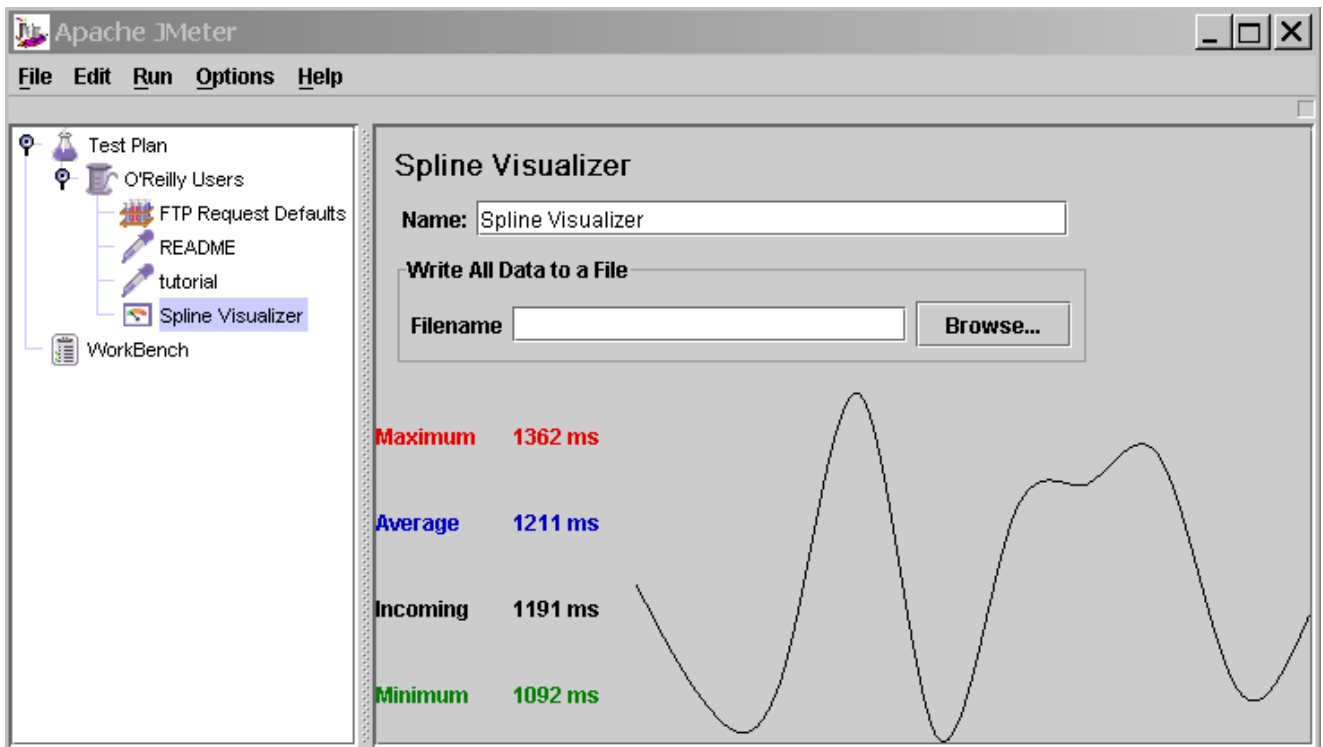 Apache JMeter
File Edit Run Options Help
Test Plan
O'Reilly Users
FTP Request Defaults
README
tutorial
Spline Visualizer
WorkBench
Spline Visualizer
Name: Spline Visualizer
Write All Data to a File
Filename Browse...
Maximum 1362 ms
Average 1211 ms
Incoming 1191 ms
Minimum 1092 ms